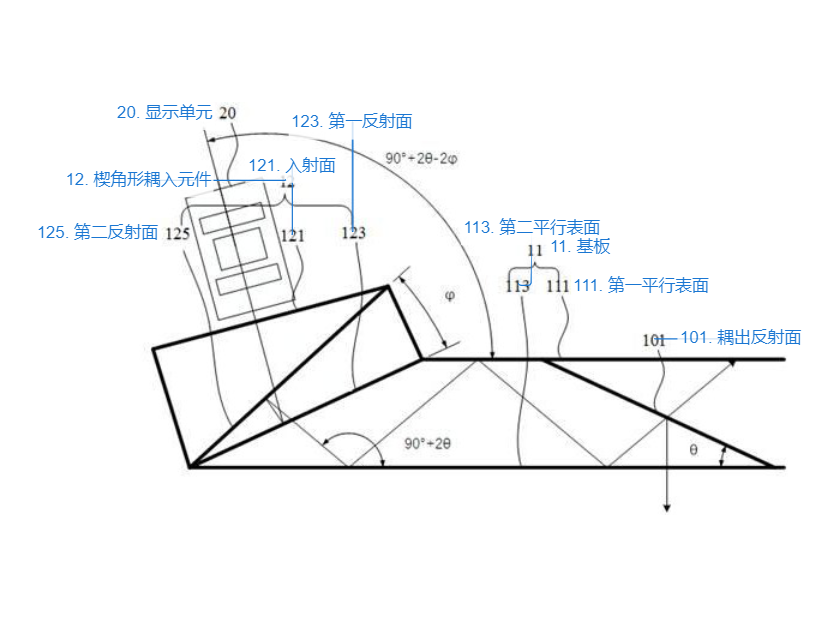 20. 显示单元 20
123. 第一反射面
90°+2θ-2φ
121. 入射面
12. 楔角形耦入元件
125. 第二反射面 125
121
123
113. 第二平行表面
11
11. 基板
113
111
111. 第一平行表面
φ
101
101. 耦出反射面
90°+2θ
θ